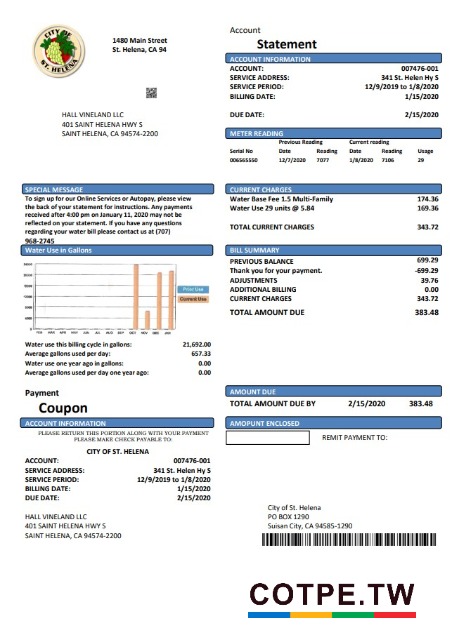 CITY OF
ST. HELENA
1480 Main Street
St. Helena, CA 94
HALL VINELAND LLC
401 SAINT HELENA HWY S
SAINT HELENA, CA 94574-2200
Account
Statement
ACCOUNT INFORMATION
ACCOUNT: 007476-001
SERVICE ADDRESS: 341 St. Helen Hy S
SERVICE PERIOD: 12/9/2019 to 1/8/2020
BILLING DATE: 1/15/2020
DUE DATE: 2/15/2020
METER READING
Previous Reading Current reading
Serial No Date Reading Date Reading Usage
006565550 12/7/2020 7077 1/8/2020 7106 29
SPECIAL MESSAGE
To sign up for our Online Services or Autopay, please view
the back of your statement for instructions. Any payments
received after 4:00 pm on January 11, 2020 may not be
reflected on your statement. If you have any questions
regarding your water bill please contact us at (707)
968-2745
CURRENT CHARGES
Water Base Fee 1.5 Multi-Family 174.36
Water Use 29 units @ 5.84 169.36
TOTAL CURRENT CHARGES 343.72
Water Use in Gallons
Prior Use
Current Use
BILL SUMMARY
PREVIOUS BALANCE 699.29
Thank you for your payment. -699.29
ADJUSTMENTS 39.76
ADDITIONAL BILLING 0.00
CURRENT CHARGES 343.72
TOTAL AMOUNT DUE 383.48
Water use this billing cycle in gallons: 21,692.00
Average gallons used per day: 657.33
Water use one year ago in gallons: 0.00
Average gallons used per day one year ago: 0.00
Payment
Coupon
ACCOUNT INFORMATION
PLEASE RETURN THIS PORTION ALONG WITH YOUR PAYMENT
PLEASE MAKE CHECK PAYABLE TO:
CITY OF ST. HELENA
ACCOUNT: 007476-001
SERVICE ADDRESS: 341 St. Helen Hy S
SERVICE PERIOD: 12/9/2019 to 1/8/2020
BILLING DATE: 1/15/2020
DUE DATE: 2/15/2020
HALL VINELAND LLC
401 SAINT HELENA HWY S
SAINT HELENA, CA 94574-2200
AMOUNT DUE
TOTAL AMOUNT DUE BY 2/15/2020 383.48
AMOPUNT ENCLOSED
REMIT PAYMENT TO:
City of St. Helena
PO BOX 1290
Suisan City, CA 94585-1290
COTPE.TW